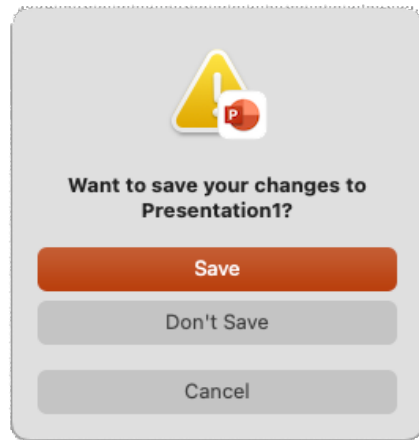 P
Want to save your changes to
Presentation1?
Save
Don't Save
Cancel